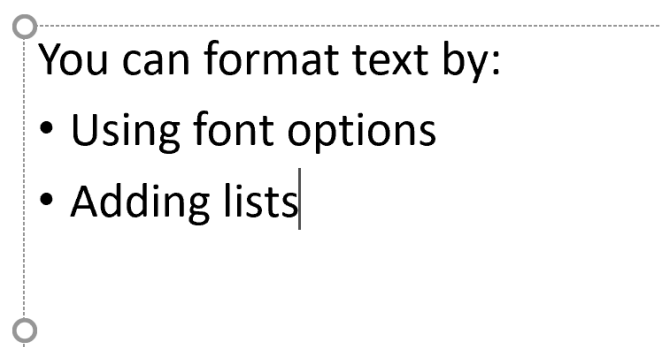 You can format text by:
• Using font options
• Adding lists